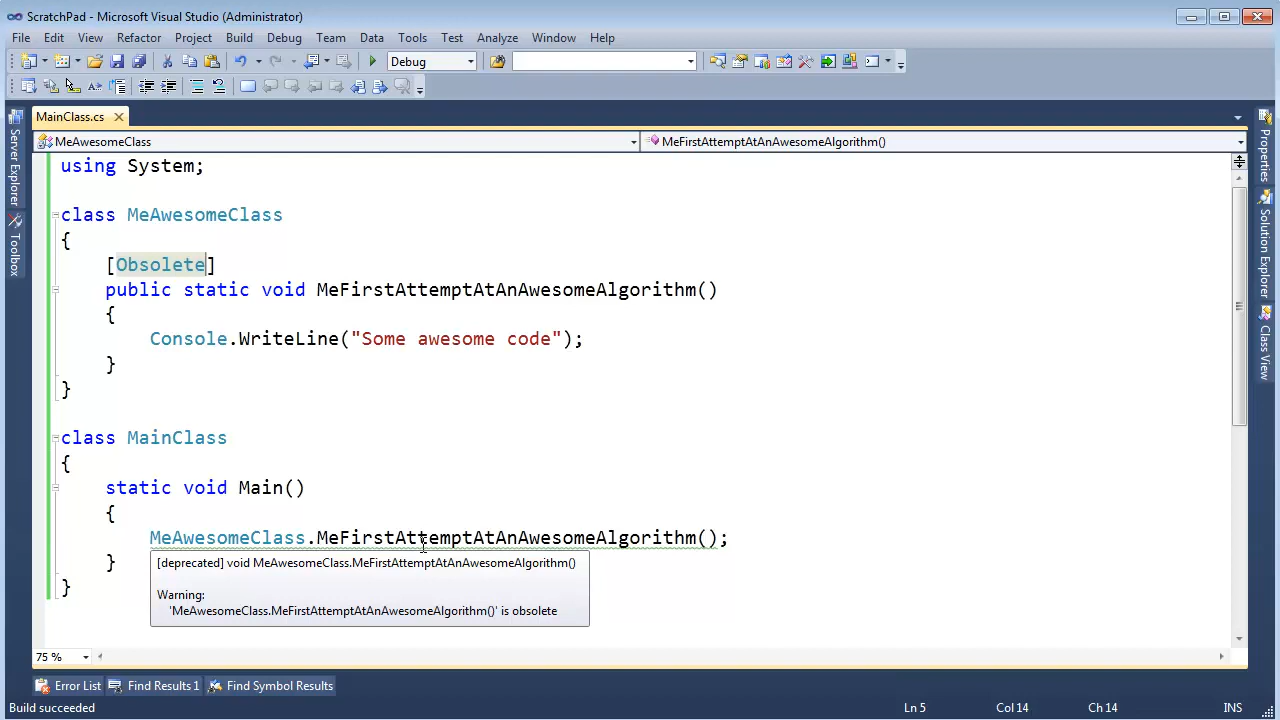 ScratchPad - Microsoft Visual Studio (Administrator)
File Edit View Refactor Project Build Debug Team Data Tools Test Analyze Window Help
Debug
MainClass.cs
MeAwesomeClass MeFirstAttemptAtAnAwesomeAlgorithm()
Server Explorer
Toolbox
using System;
class MeAwesomeClass
{
[Obsolete]
public static void MeFirstAttemptAtAnAwesomeAlgorithm()
{
Console.WriteLine("Some awesome code");
}
}
class MainClass
{
static void Main()
{
MeAwesomeClass.MeFirstAttemptAtAnAwesomeAlgorithm();
}
}
[deprecated] void MeAwesomeClass.MeFirstAttemptAtAnAwesomeAlgorithm()
Warning:
'MeAwesomeClass.MeFirstAttemptAtAnAwesomeAlgorithm()' is obsolete
Properties
Solution Explorer
Class View
75 %
Error List Find Results 1 Find Symbol Results
Build succeeded Ln 5 Col 14 Ch 14 INS